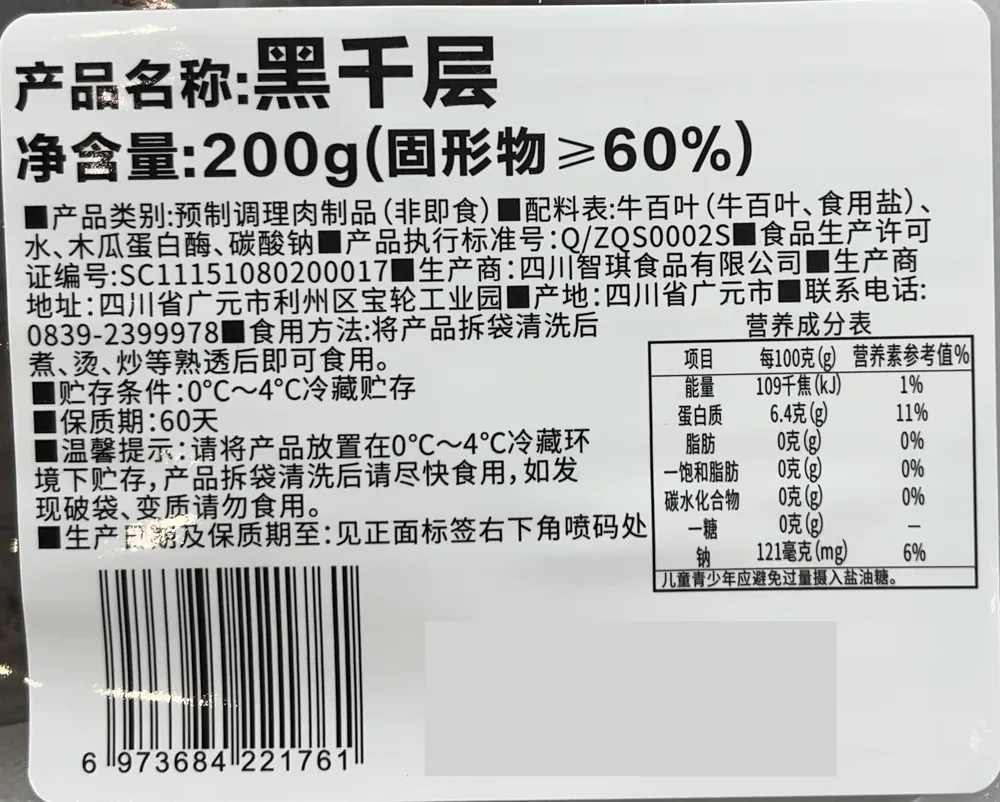 产品名称:黑千层
净含量:200g(固形物≥60%)
■产品类别:预制调理肉制品(非即食)■配料表:牛百叶(牛百叶、食用盐)、
水、木瓜蛋白酶、碳酸钠■产品执行标准号:Q/ZQS0002S■食品生产许可
证编号:SC11151080200017■生产商:四川智琪食品有限公司■生产商
地址:四川省广元市利州区宝轮工业园■产地:四川省广元市■联系电话:
0839-2399978■食用方法:将产品拆袋清洗后
煮、烫、炒等熟透后即可食用。
■贮存条件:0℃~4℃冷藏贮存
■保质期:60天
■温馨提示:请将产品放置在0℃~4℃冷藏环
境下贮存,产品拆袋清洗后请尽快食用,如发
现破袋、变质请勿食用。
■生产日期及保质期至:见正面标签右下角喷码处
营养成分表
项目 每100克(g) 营养素参考值%
能量 109千焦(kJ) 1%
蛋白质 6.4克(g) 11%
脂肪 0克(g) 0%
—饱和脂肪 0克(g) 0%
碳水化合物 0克(g) 0%
—糖 0克(g) —
钠 121毫克(mg) 6%
儿童青少年应避免过量摄入盐油糖。
6 973684 221761